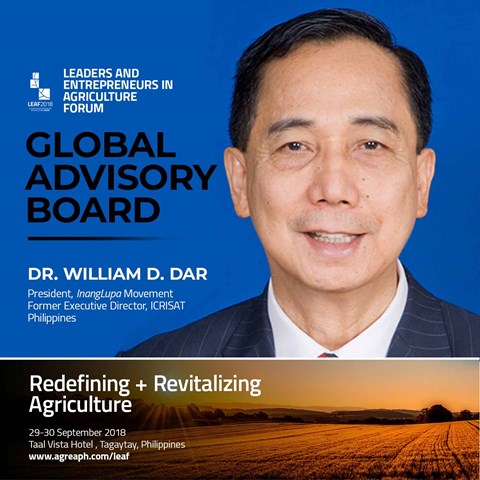 LEAF2018
LEADERS AND
ENTREPRENEURS IN
AGRICULTURE
FORUM
GLOBAL
ADVISORY
BOARD
DR. WILLIAM D. DAR
President, InangLupa Movement
Former Executive Director, ICRISAT
Philippines
Redefining + Revitalizing
Agriculture
29-30 September 2018
Taal Vista Hotel , Tagaytay, Philippines
www.agreaph.com/leaf